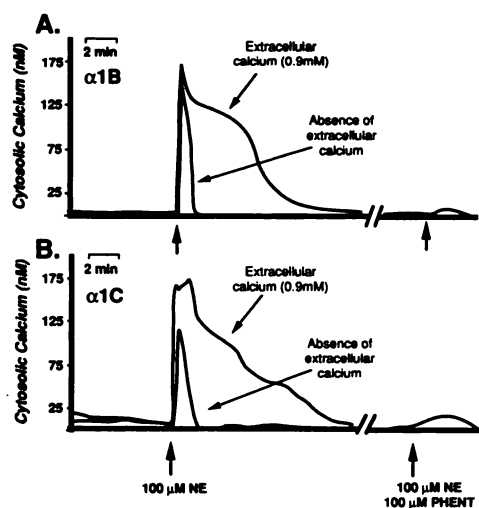 A.
2 min
α1B
Cytosolic Calcium (nM)
175
125
75
25
Extracellular
calcium (0.9mM)
Absence of
extracellular
calcium
B.
2 min
α1C
Cytosolic Calcium (nM)
175
125
75
25
Extracellular
calcium (0.9mM)
Absence of
extracellular
calcium
100 μM NE
100 μM NE
100 μM PHENT